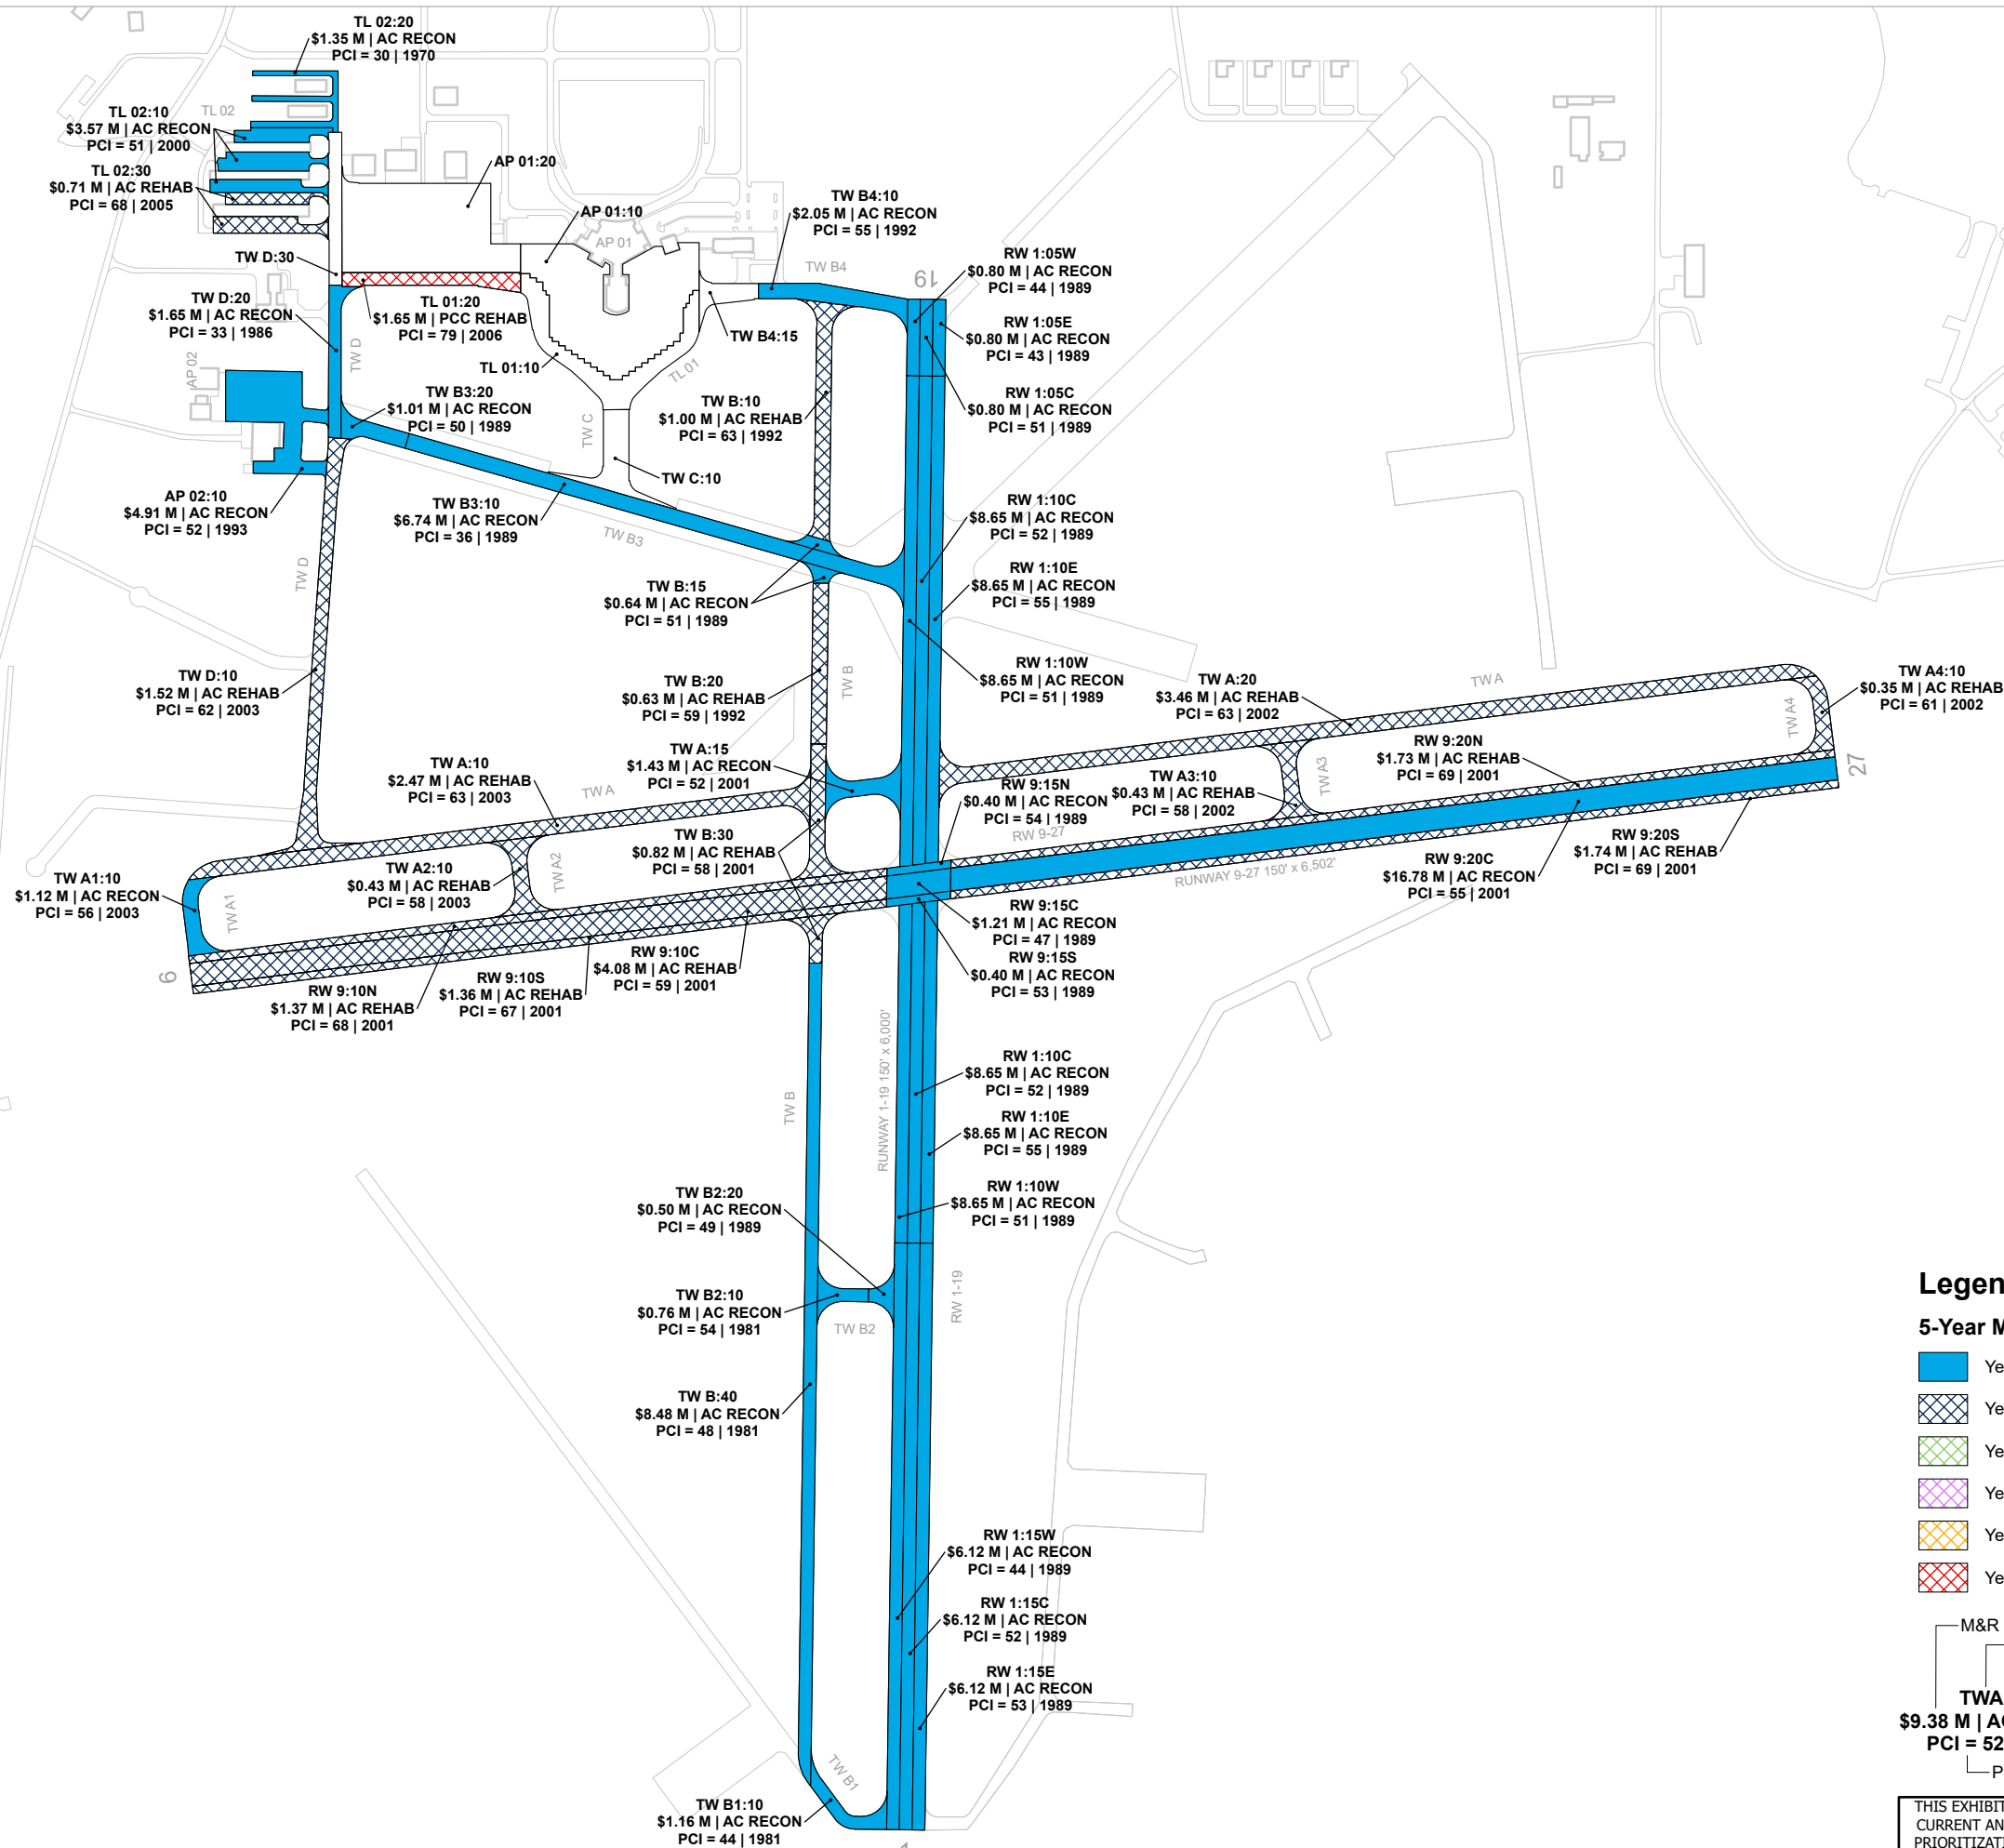 TL 02:20
$1.35 M | AC RECON
PCI = 30 | 1970
TL 02:10
$3.57 M | AC RECON
PCI = 51 | 2000
TL 02
TL 02:30
$0.71 M | AC REHAB
PCI = 68 | 2005
AP 01:20
AP 01:10
AP 01
TW B4:10
$2.05 M | AC RECON
PCI = 55 | 1992
TW B4
19
RW 1:05W
$0.80 M | AC RECON
PCI = 44 | 1989
TW D:30
TW D:20
$1.65 M | AC RECON
PCI = 33 | 1986
TL 01:20
$1.65 M | PCC REHAB
PCI = 79 | 2006
TW B4:15
RW 1:05E
$0.80 M | AC RECON
PCI = 43 | 1989
TW D
AP 02
TL 01:10
TL 01
TW B3:20
$1.01 M | AC RECON
PCI = 50 | 1989
TW C
TW B:10
$1.00 M | AC REHAB
PCI = 63 | 1992
RW 1:05C
$0.80 M | AC RECON
PCI = 51 | 1989
TW C:10
AP 02:10
$4.91 M | AC RECON
PCI = 52 | 1993
TW B3:10
$6.74 M | AC RECON
PCI = 36 | 1989
TW B3
RW 1:10C
$8.65 M | AC RECON
PCI = 52 | 1989
TW D
TW B:15
$0.64 M | AC RECON
PCI = 51 | 1989
RW 1:10E
$8.65 M | AC RECON
PCI = 55 | 1989
TW D:10
$1.52 M | AC REHAB
PCI = 62 | 2003
TW B:20
$0.63 M | AC REHAB
PCI = 59 | 1992
TW B
RW 1:10W
$8.65 M | AC RECON
PCI = 51 | 1989
TW A:20
$3.46 M | AC REHAB
PCI = 63 | 2002
TW A
TW A4:10
$0.35 M | AC REHAB
PCI = 61 | 2002
TW A4
TW A:10
$2.47 M | AC REHAB
PCI = 63 | 2003
TW A
TW A:15
$1.43 M | AC RECON
PCI = 52 | 2001
RW 9:15N
$0.40 M | AC RECON
PCI = 54 | 1989
TW A3:10
$0.43 M | AC REHAB
PCI = 58 | 2002
TW A3
RW 9:20N
$1.73 M | AC REHAB
PCI = 69 | 2001
27
TW A1:10
$1.12 M | AC RECON
PCI = 56 | 2003
TW A1
TW A2:10
$0.43 M | AC REHAB
PCI = 58 | 2003
TW A2
TW B:30
$0.82 M | AC REHAB
PCI = 58 | 2001
RW 9-27
RUNWAY 9-27 150' x 6,502'
RW 9:20C
$16.78 M | AC RECON
PCI = 55 | 2001
RW 9:20S
$1.74 M | AC REHAB
PCI = 69 | 2001
9
RW 9:10N
$1.37 M | AC REHAB
PCI = 68 | 2001
RW 9:10S
$1.36 M | AC REHAB
PCI = 67 | 2001
RW 9:10C
$4.08 M | AC REHAB
PCI = 59 | 2001
RW 9:15C
$1.21 M | AC RECON
PCI = 47 | 1989
RW 9:15S
$0.40 M | AC RECON
PCI = 53 | 1989
TW B
RUNWAY 1-19 150' x 6,000'
RW 1:10C
$8.65 M | AC RECON
PCI = 52 | 1989
RW 1:10E
$8.65 M | AC RECON
PCI = 55 | 1989
TW B2:20
$0.50 M | AC RECON
PCI = 49 | 1989
RW 1:10W
$8.65 M | AC RECON
PCI = 51 | 1989
TW B2:10
$0.76 M | AC RECON
PCI = 54 | 1981
TW B2
RW 1-19
TW B:40
$8.48 M | AC RECON
PCI = 48 | 1981
RW 1:15W
$6.12 M | AC RECON
PCI = 44 | 1989
RW 1:15C
$6.12 M | AC RECON
PCI = 52 | 1989
RW 1:15E
$6.12 M | AC RECON
PCI = 53 | 1989
TW B1
TW B1:10
$1.16 M | AC RECON
PCI = 44 | 1981
Legen
5-Year M
Ye
Ye
Ye
Ye
Ye
Ye
M&R
TWA
$9.38 M | A
PCI = 52
P
THIS EXHIBIT
CURRENT AN
PRIORITIZATI